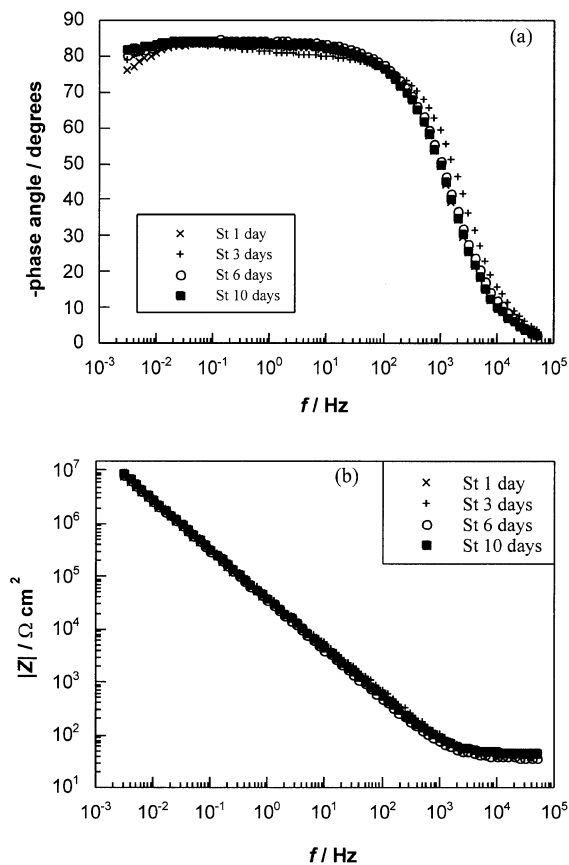 (a)
-phase angle / degrees
90
80
70
60
50
40
30
20
10
0
× St 1 day
+ St 3 days
○ St 6 days
■ St 10 days
10⁻³ 10⁻² 10⁻¹ 10⁰ 10¹ 10² 10³ 10⁴ 10⁵
f / Hz
(b)
|Z| / Ω cm²
10⁷
10⁶
10⁵
10⁴
10³
10²
10¹
× St 1 day
+ St 3 days
○ St 6 days
■ St 10 days
10⁻³ 10⁻² 10⁻¹ 10⁰ 10¹ 10² 10³ 10⁴ 10⁵
f / Hz